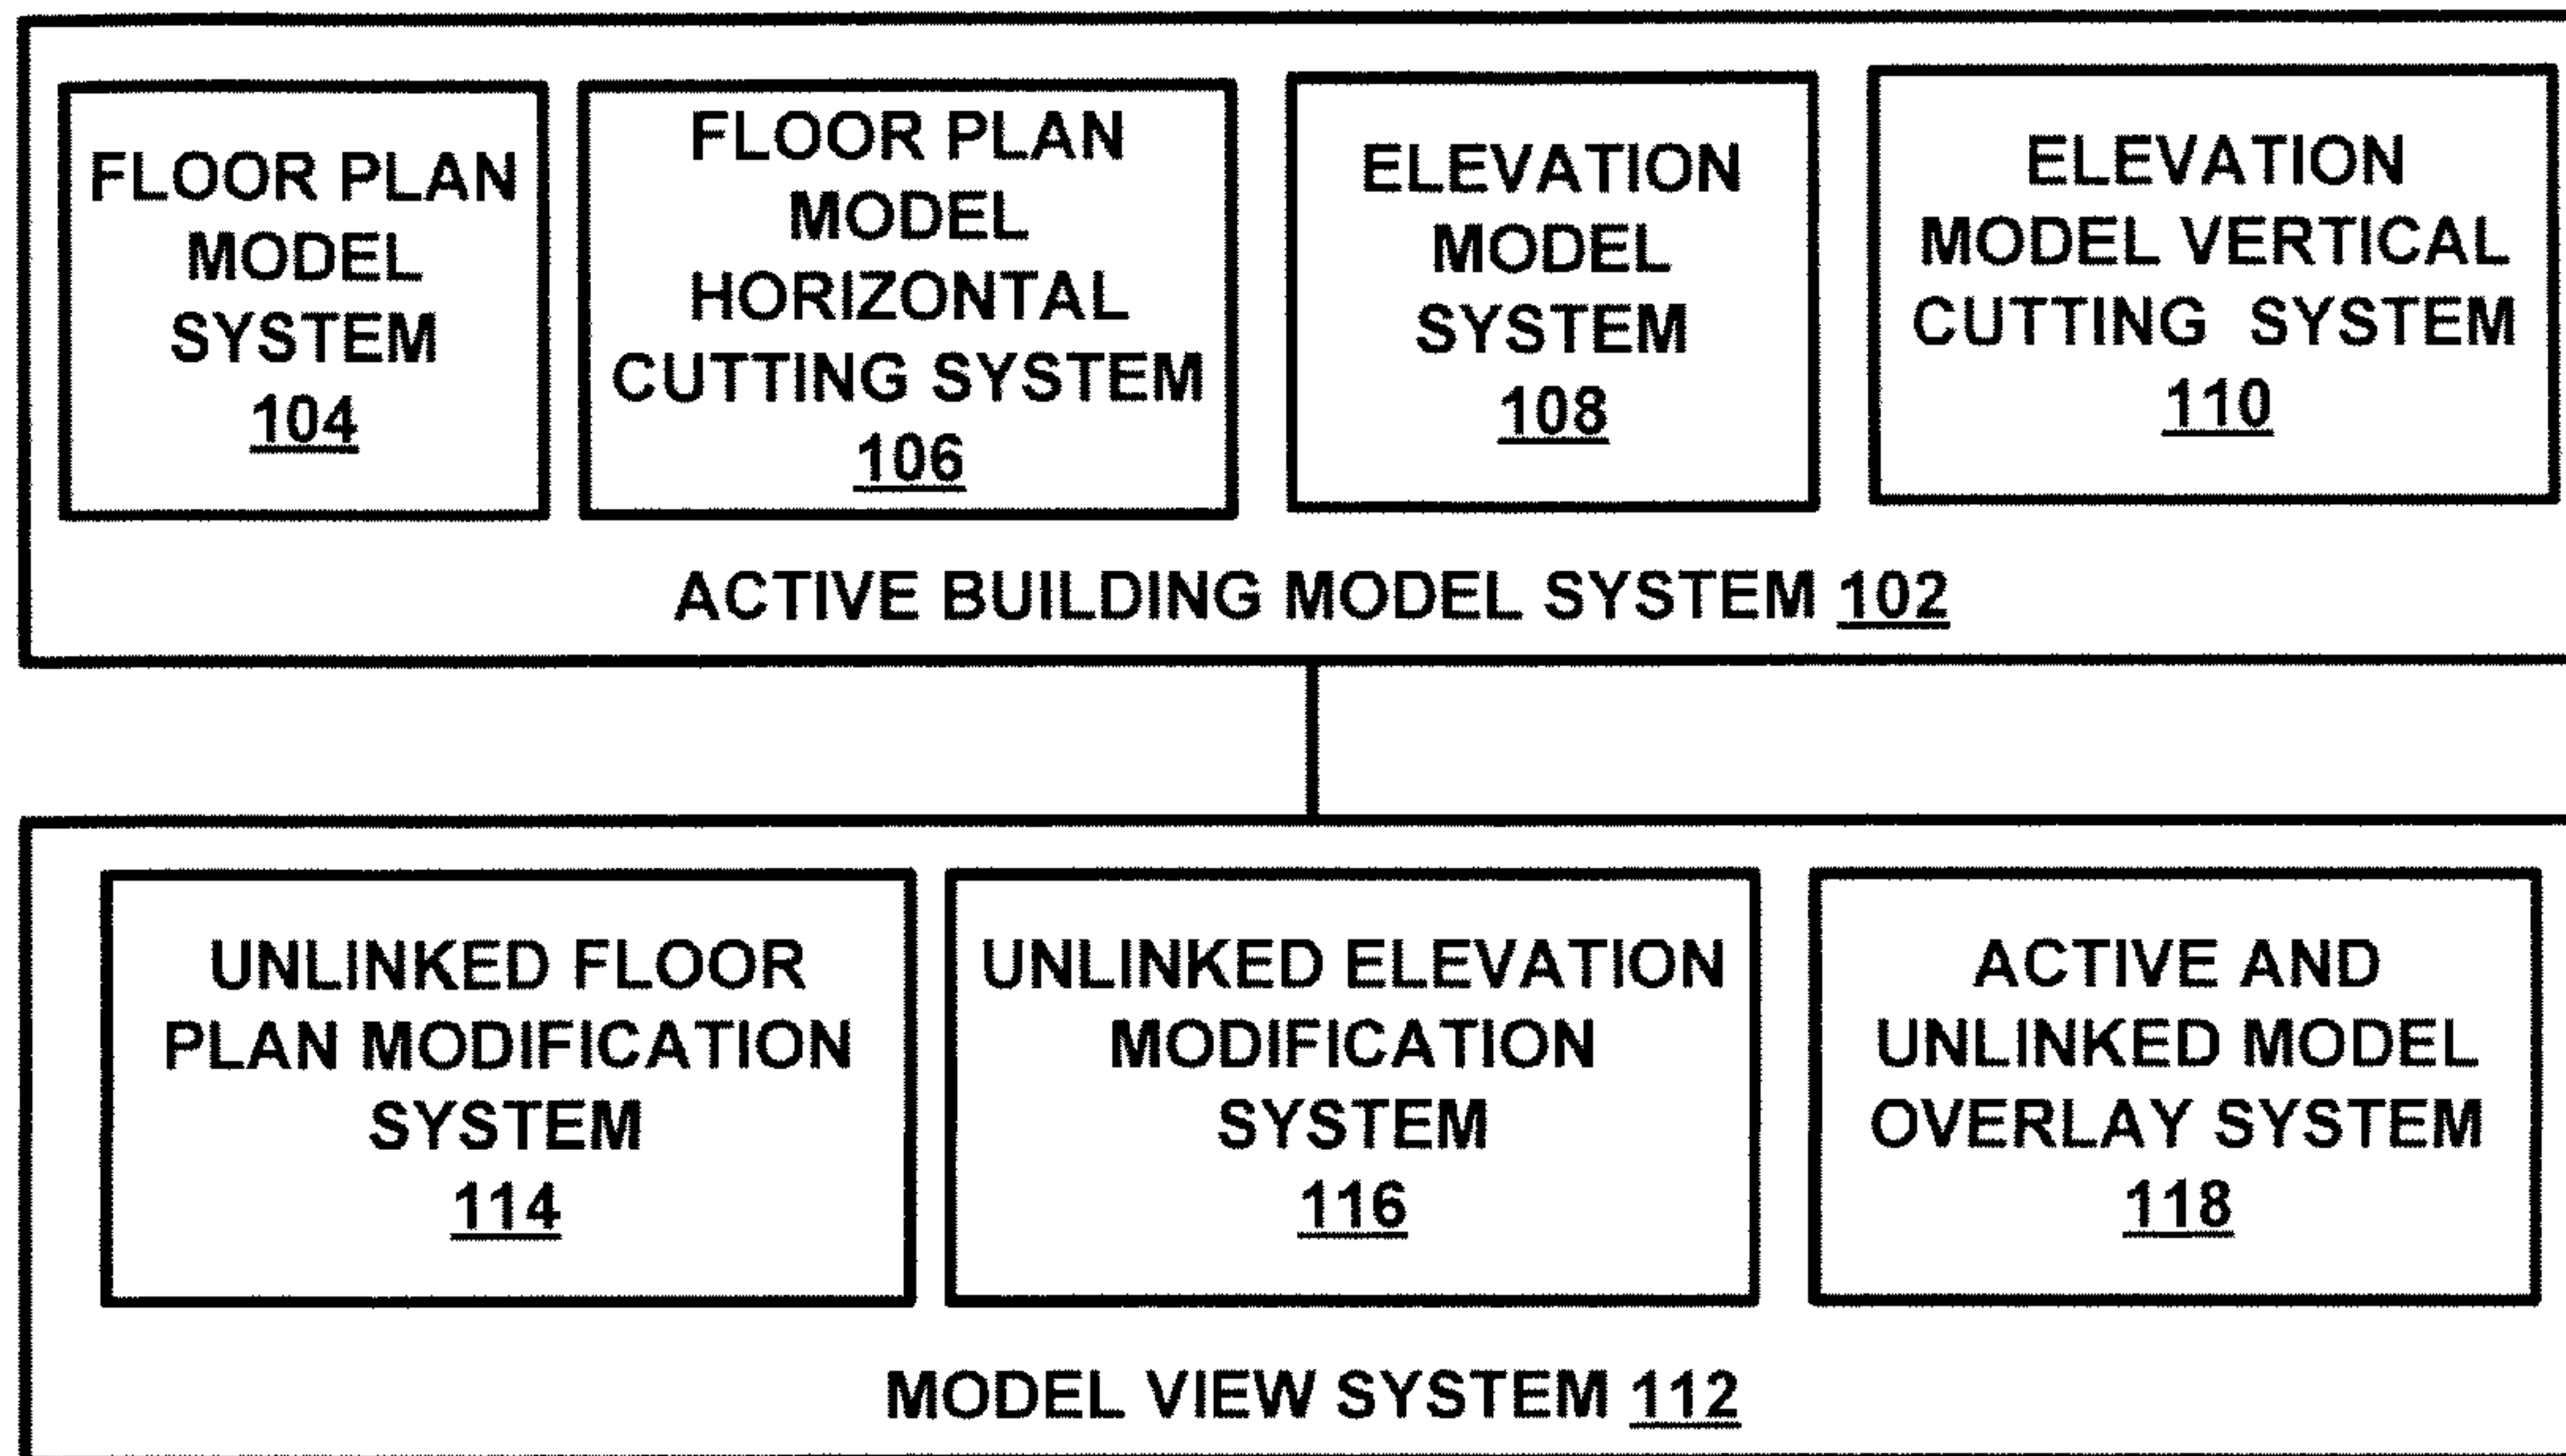 FLOOR PLAN
MODEL
SYSTEM
104
FLOOR PLAN
MODEL
HORIZONTAL
CUTTING SYSTEM
106
ELEVATION
MODEL
SYSTEM
108
ELEVATION
MODEL VERTICAL
CUTTING SYSTEM
110
ACTIVE BUILDING MODEL SYSTEM 102
UNLINKED FLOOR
PLAN MODIFICATION
SYSTEM
114
UNLINKED ELEVATION
MODIFICATION
SYSTEM
116
ACTIVE AND
UNLINKED MODEL
OVERLAY SYSTEM
118
MODEL VIEW SYSTEM 112